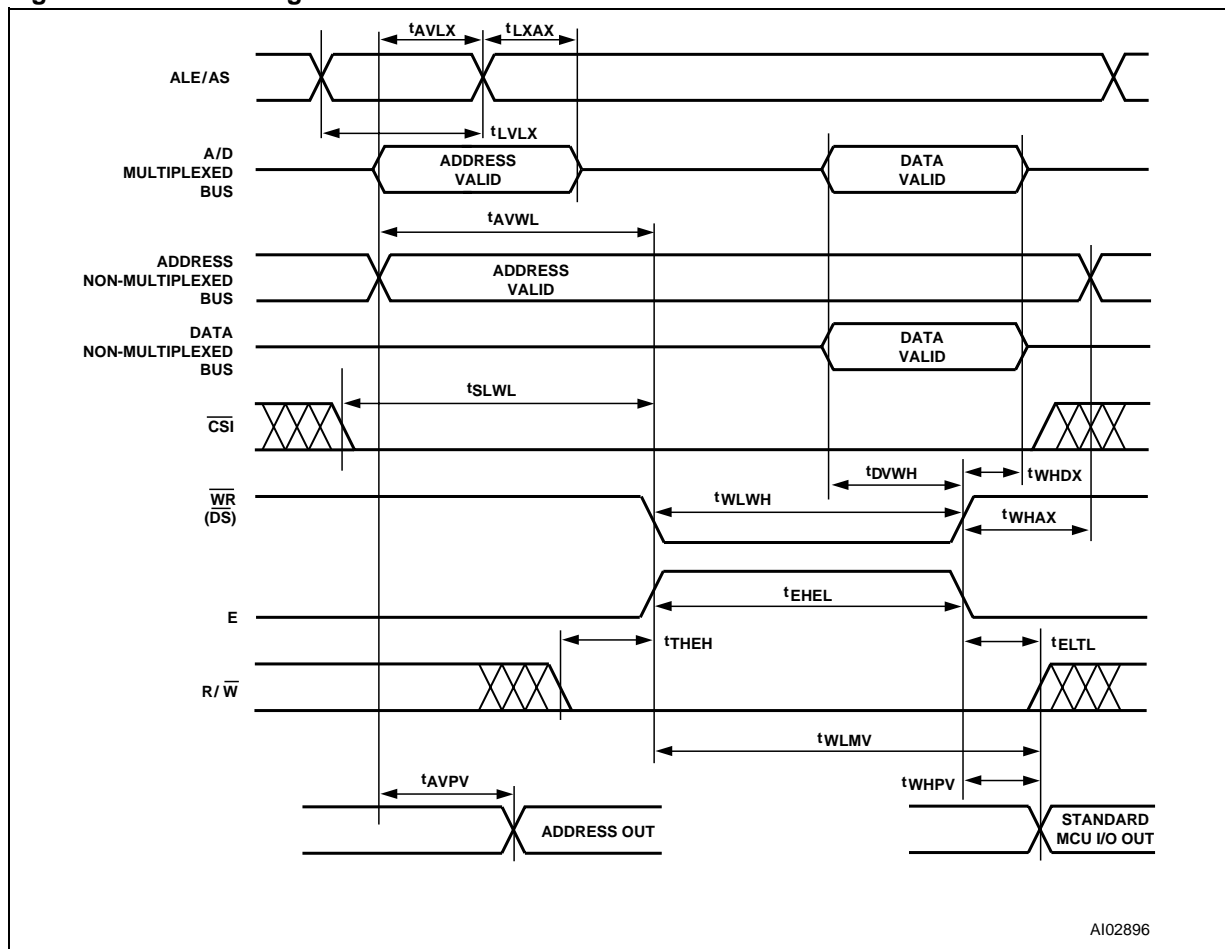 tAVLX
tLXAX
ALE/AS
tLVLX
A/D
MULTIPLEXED
BUS
ADDRESS
VALID
DATA
VALID
tAVWL
ADDRESS
NON-MULTIPLEXED
BUS
ADDRESS
VALID
DATA
NON-MULTIPLEXED
BUS
DATA
VALID
tSLWL
CSI
tDVWH
tWHDX
WR
(DS)
tWLWH
tWHAX
tEHEL
E
tTHEH
tELTL
R/W
tWLMV
tAVPV
tWHPV
ADDRESS OUT
STANDARD
MCU I/O OUT
AI02896